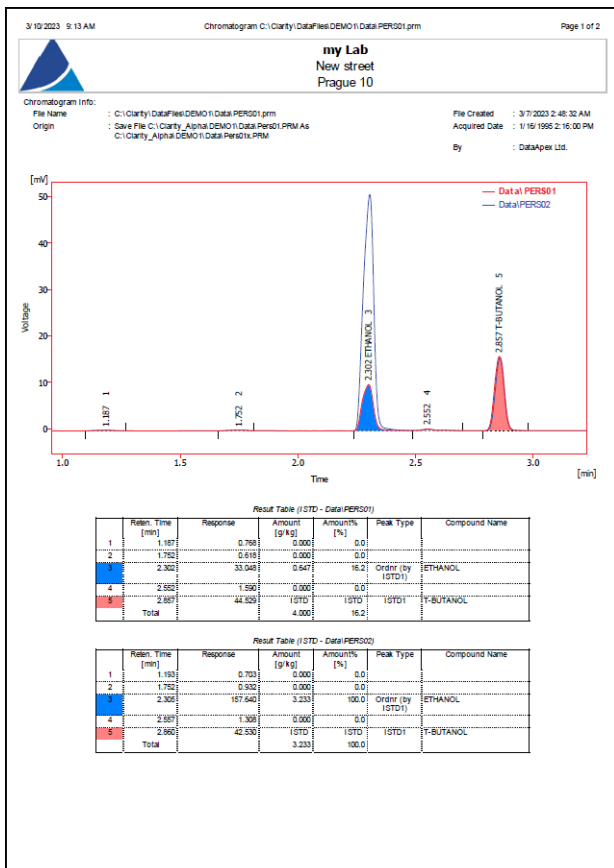 3/10/2023 9:13 AM Chromatogram C:\Clarity\DataFiles\DEMO1\Data\PERS01.prm Page 1 of 2
my Lab
New street
Prague 10
Chromatogram Info:
File Name : C:\Clarity\DataFiles\DEMO1\Data\PERS01.prm File Created : 3/7/2023 2:48:32 AM
Origin : Save File C:\Clarity_Alpha\DEMO1\Data\Pers01.PRM As Acquired Date : 1/16/1995 2:16:00 PM
C:\Clarity_Alpha\DEMO1\Data\Pers01x.PRM
By : DataApex Ltd.
[mV]
Data\PERS01
Data\PERS02
50
40
30
20
10
0
Voltage
1.187 1
1.752 2
2.302 ETHANOL 3
2.552 4
2.857 T-BUTANOL 5
1.0 1.5 2.0 2.5 3.0 [min]
Time
Result Table (ISTD - Data\PERS01)
Reten. Time Response Amount Amount% Peak Type Compound Name
[min] [g/kg] [%]
1 1.187 0.768 0.000 0.0
2 1.752 0.618 0.000 0.0
3 2.302 33.048 0.647 16.2 Ordnr (by ETHANOL
ISTD1)
4 2.552 1.590 0.000 0.0
5 2.857 44.529 ISTD ISTD ISTD1 T-BUTANOL
Total 4.000 16.2
Result Table (ISTD - Data\PERS02)
Reten. Time Response Amount Amount% Peak Type Compound Name
[min] [g/kg] [%]
1 1.193 0.703 0.000 0.0
2 1.752 0.932 0.000 0.0
3 2.305 157.640 3.233 100.0 Ordnr (by ETHANOL
ISTD1)
4 2.557 1.308 0.000 0.0
5 2.860 42.530 ISTD ISTD ISTD1 T-BUTANOL
Total 3.233 100.0